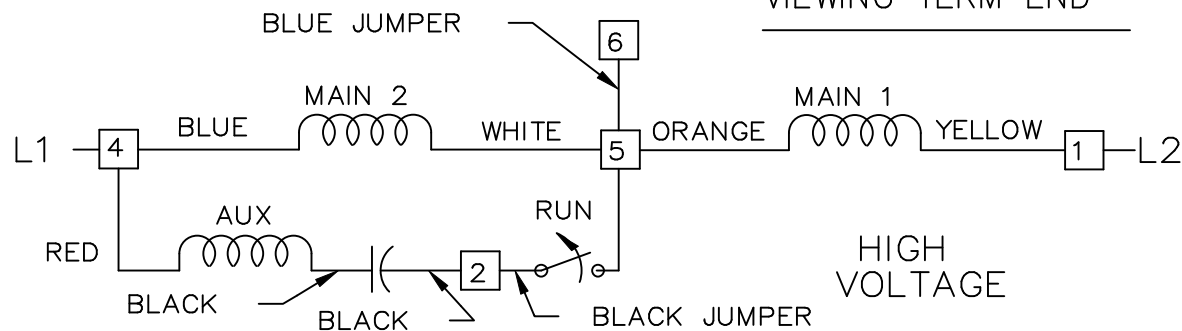 VIEWING TERM END
BLUE JUMPER
6
MAIN 2
MAIN 1
L1
4
BLUE
WHITE
5
ORANGE
YELLOW
1
L2
AUX
RUN
RED
2
HIGH
VOLTAGE
BLACK
BLACK
BLACK JUMPER